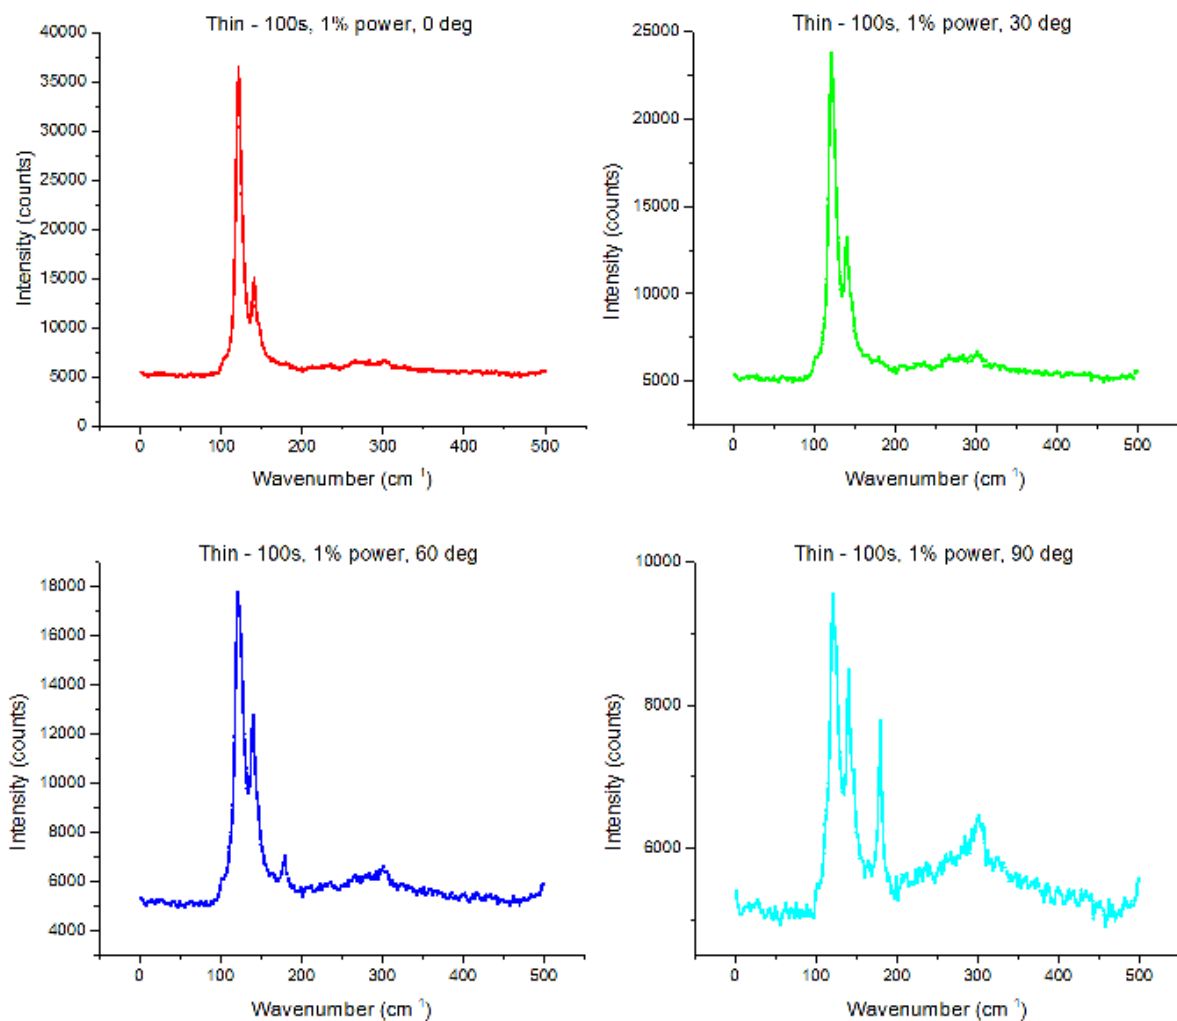 Thin - 100s, 1% power, 0 deg
40000
35000
30000
25000
20000
15000
10000
5000
0
Intensity (counts)
0 100 200 300 400 500
Wavenumber (cm⁻¹)
Thin - 100s, 1% power, 30 deg
25000
20000
15000
10000
5000
Intensity (counts)
0 100 200 300 400 500
Wavenumber (cm⁻¹)
Thin - 100s, 1% power, 60 deg
18000
16000
14000
12000
10000
8000
6000
4000
Intensity (counts)
0 100 200 300 400 500
Wavenumber (cm⁻¹)
Thin - 100s, 1% power, 90 deg
10000
8000
6000
Intensity (counts)
0 100 200 300 400 500
Wavenumber (cm⁻¹)